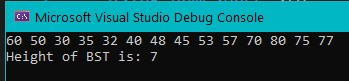 Microsoft Visual Studio Debug Console
60 50 30 35 32 40 48 45 53 57 70 80 75 77
Height of BST is: 7